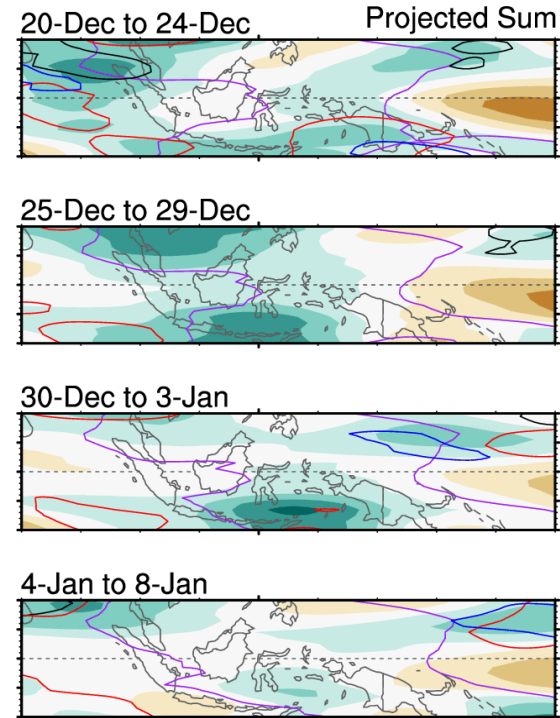 20-Dec to 24-Dec Projected Sum
25-Dec to 29-Dec
30-Dec to 3-Jan
4-Jan to 8-Jan